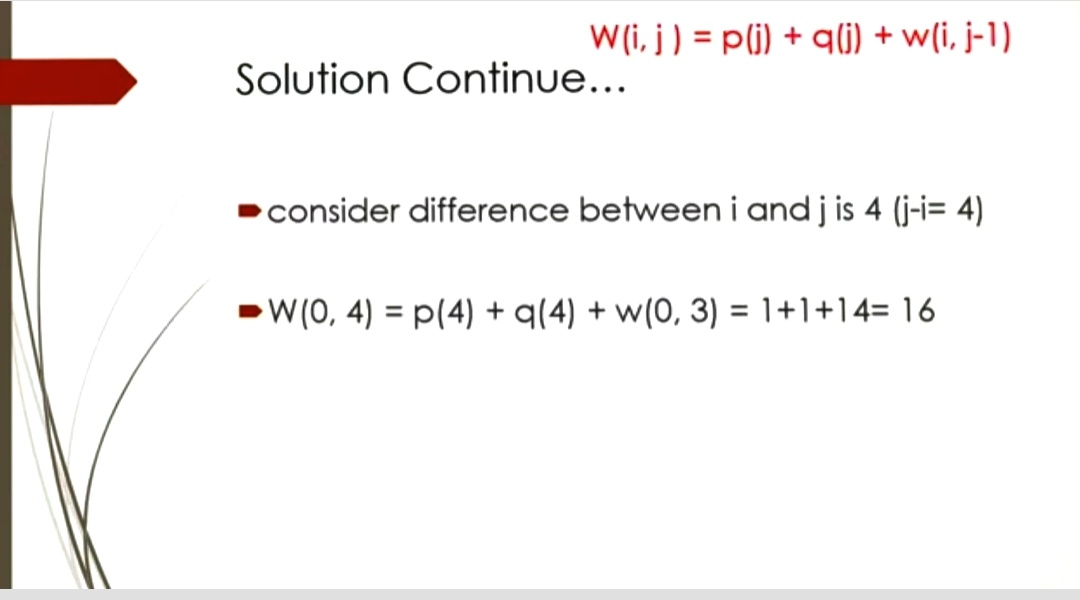 W(i, j ) = p(j) + q(j) + w(i, j-1)
Solution Continue...
consider difference between i and j is 4 (j-i= 4)
W(0, 4) = p(4) + q(4) + w(0, 3) = 1+1+14= 16